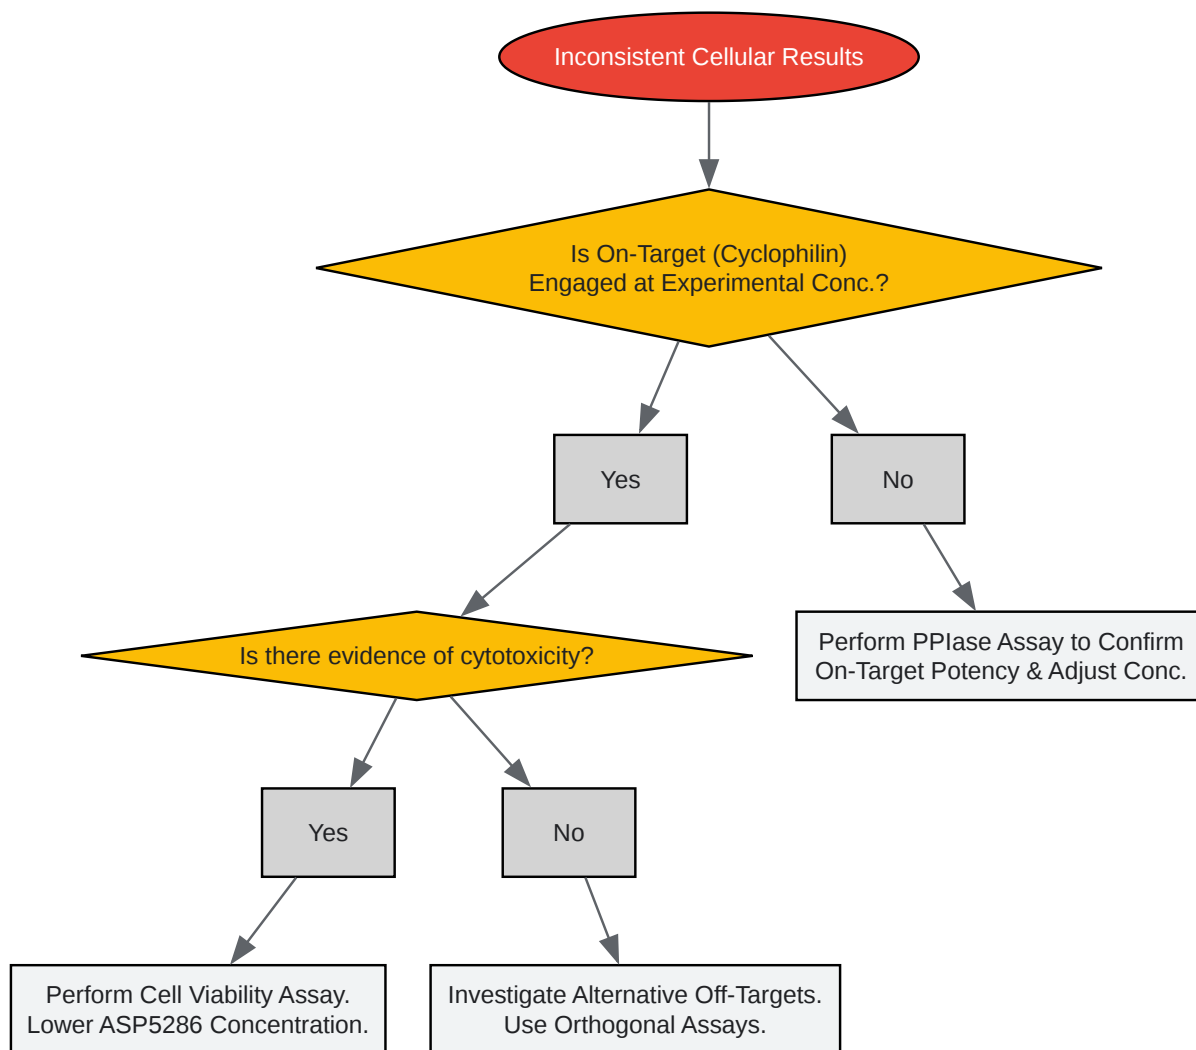 Inconsistent Cellular Results
Is On-Target (Cyclophilin)
Engaged at Experimental Conc.?
Yes
No
Is there evidence of cytotoxicity?
Perform PPIase Assay to Confirm
On-Target Potency & Adjust Conc.
Yes
No
Perform Cell Viability Assay.
Lower ASP5286 Concentration.
Investigate Alternative Off-Targets.
Use Orthogonal Assays.